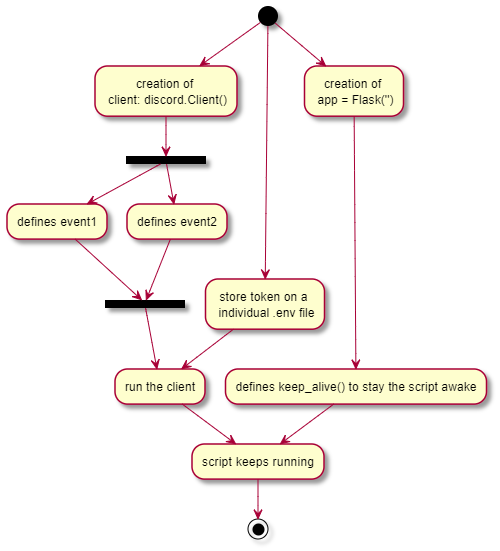 creation of
client: discord.Client()
creation of
app = Flask('')
defines event1
defines event2
store token on a
individual .env file
run the client
defines keep_alive() to stay the script awake
script keeps running